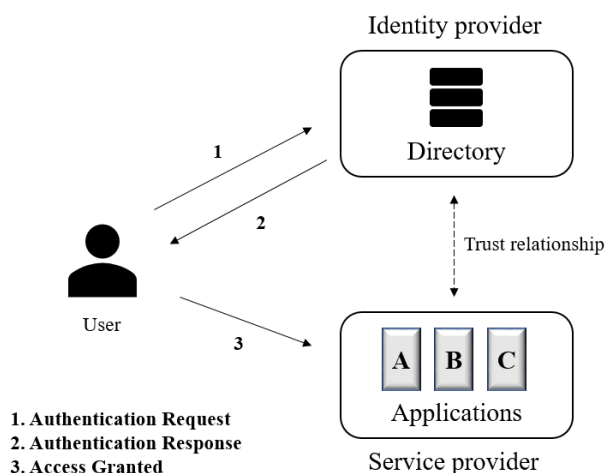 Identity provider
Directory
1
2
Trust relationship
User
3
A B C
Applications
1. Authentication Request
2. Authentication Response
3. Access Granted
Service provider